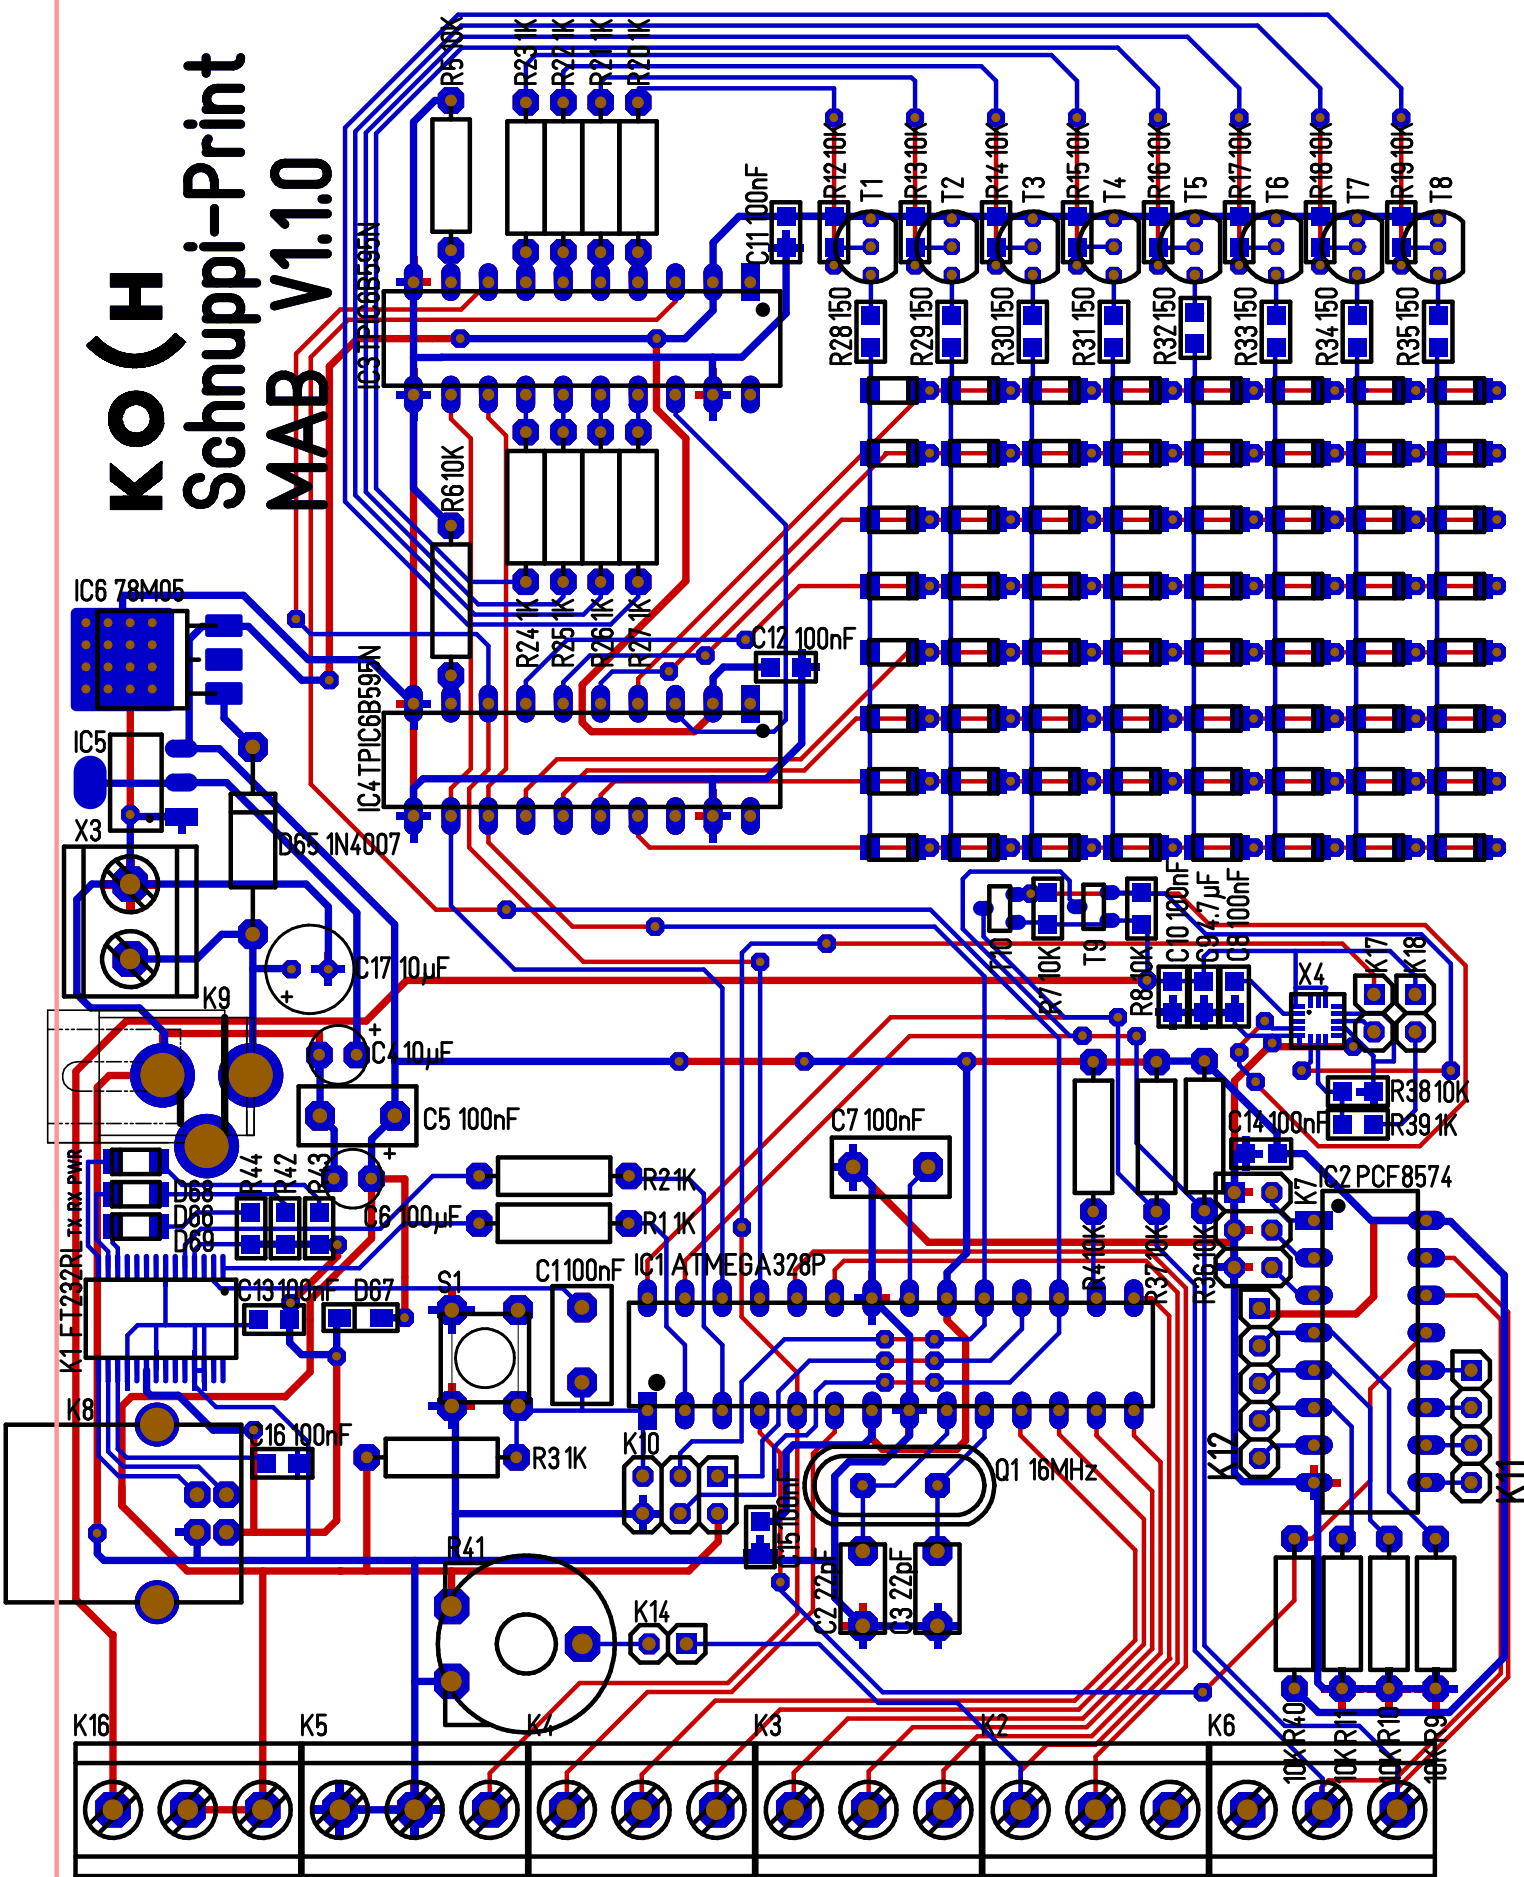 KO(H
Schnuppi-Print
MAB V1.1.0
R5 10K
R23 1K
R22 1K
R21 1K
R20 1K
IC3 TPIC6B595N
C11 100nF
R12 10K
R13 10K
R14 10K
R15 10K
R16 10K
R17 10K
R18 10K
R19 10K
T1
T2
T3
T4
T5
T6
T7
T8
R28 150
R29 150
R30 150
R31 150
R32 150
R33 150
R34 150
R35 150
R6 10K
R24 1K
R25 1K
R26 1K
R27 1K
IC6 78M05
C12 100nF
IC4 TPIC6B595N
IC5
X3
D65 1N4007
C17 10µF
+
K9
C4 10µF
+
C5 100nF
+
C6 100µF
T10
R7 10K
T9
R8 10K
C10 100nF
C9 4.7µF
C8 100nF
X4
K17
K18
R38 10K
R39 1K
C14 100nF
IC2 PCF8574
K7
C7 100nF
R2 1K
R1 1K
TX RX PWR
D68
D66
D69
R44
R42
R43
K1 FT232RL
C13 100nF
D67
S1
C1 100nF
IC1 ATMEGA328P
R4 10K
R37 10K
R36 10K
K8
C16 100nF
R3 1K
K10
C15 100nF
Q1 16MHz
K12
K11
R41
K14
C2 22pF
C3 22pF
10K R40
10K R11
10K R10
10K R9
K16
K5
K4
K3
K2
K6